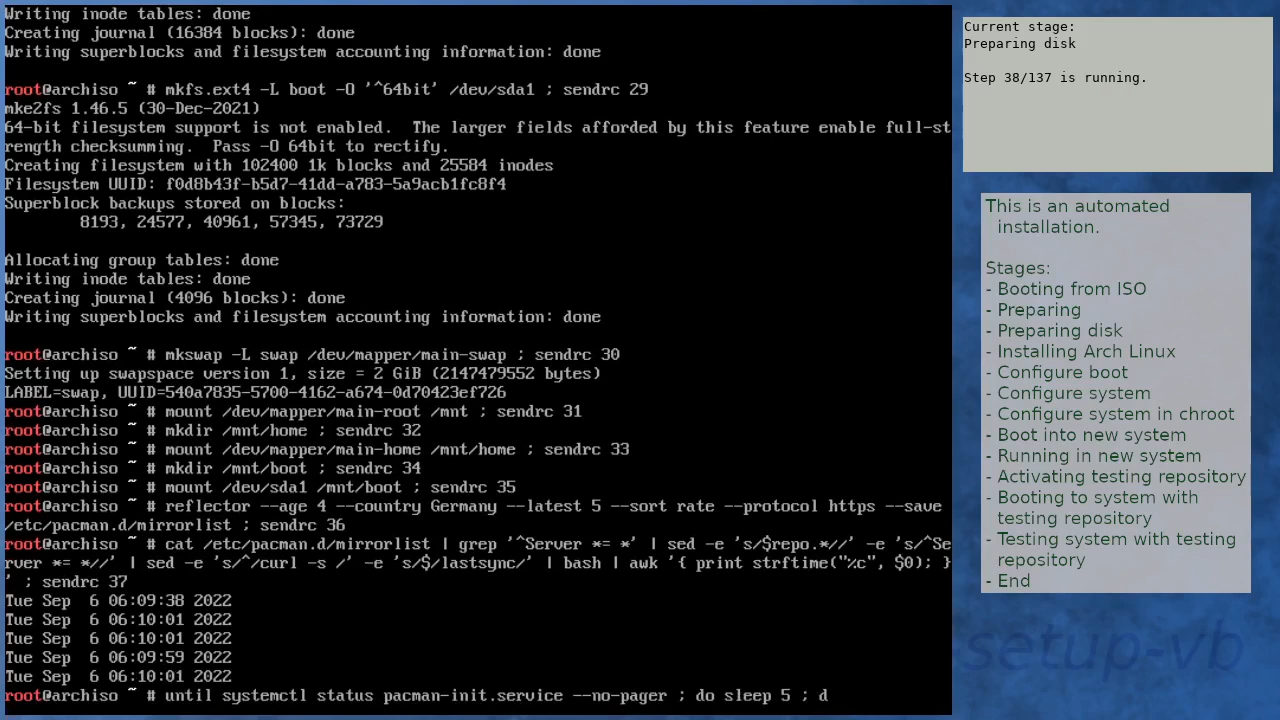 Writing inode tables: done
Creating journal (16384 blocks): done
Writing superblocks and filesystem accounting information: done
root@archiso ~ # mkfs.ext4 -L boot -O '^64bit' /dev/sda1 ; sendrc 29
mke2fs 1.46.5 (30-Dec-2021)
64-bit filesystem support is not enabled.  The larger fields afforded by this feature enable full-st
rength checksumming.  Pass -O 64bit to rectify.
Creating filesystem with 102400 1k blocks and 25584 inodes
Filesystem UUID: f0d8b43f-b5d7-41dd-a783-5a9acb1fc8f4
Superblock backups stored on blocks:
        8193, 24577, 40961, 57345, 73729
Allocating group tables: done
Writing inode tables: done
Creating journal (4096 blocks): done
Writing superblocks and filesystem accounting information: done
root@archiso ~ # mkswap -L swap /dev/mapper/main-swap ; sendrc 30
Setting up swapspace version 1, size = 2 GiB (2147479552 bytes)
LABEL=swap, UUID=540a7835-5700-4162-a674-0d70423ef726
root@archiso ~ # mount /dev/mapper/main-root /mnt ; sendrc 31
root@archiso ~ # mkdir /mnt/home ; sendrc 32
root@archiso ~ # mount /dev/mapper/main-home /mnt/home ; sendrc 33
root@archiso ~ # mkdir /mnt/boot ; sendrc 34
root@archiso ~ # mount /dev/sda1 /mnt/boot ; sendrc 35
root@archiso ~ # reflector --age 4 --country Germany --latest 5 --sort rate --protocol https --save
/etc/pacman.d/mirrorlist ; sendrc 36
root@archiso ~ # cat /etc/pacman.d/mirrorlist | grep '^Server *= *' | sed -e 's/$repo.*//' -e 's/^Se
rver *= *//' | sed -e 's/^/curl -s /' -e 's/$/lastsync/' | bash | awk '{ print strftime("%c", $0); }
' ; sendrc 37
Tue Sep  6 06:09:38 2022
Tue Sep  6 06:10:01 2022
Tue Sep  6 06:10:01 2022
Tue Sep  6 06:09:59 2022
Tue Sep  6 06:10:01 2022
root@archiso ~ # until systemctl status pacman-init.service --no-pager ; do sleep 5 ; d
Current stage:
Preparing disk
Step 38/137 is running.
This is an automated
installation.
Stages:
- Booting from ISO
- Preparing
- Preparing disk
- Installing Arch Linux
- Configure boot
- Configure system
- Configure system in chroot
- Boot into new system
- Running in new system
- Activating testing repository
- Booting to system with
testing repository
- Testing system with testing
repository
- End
-setup-vb